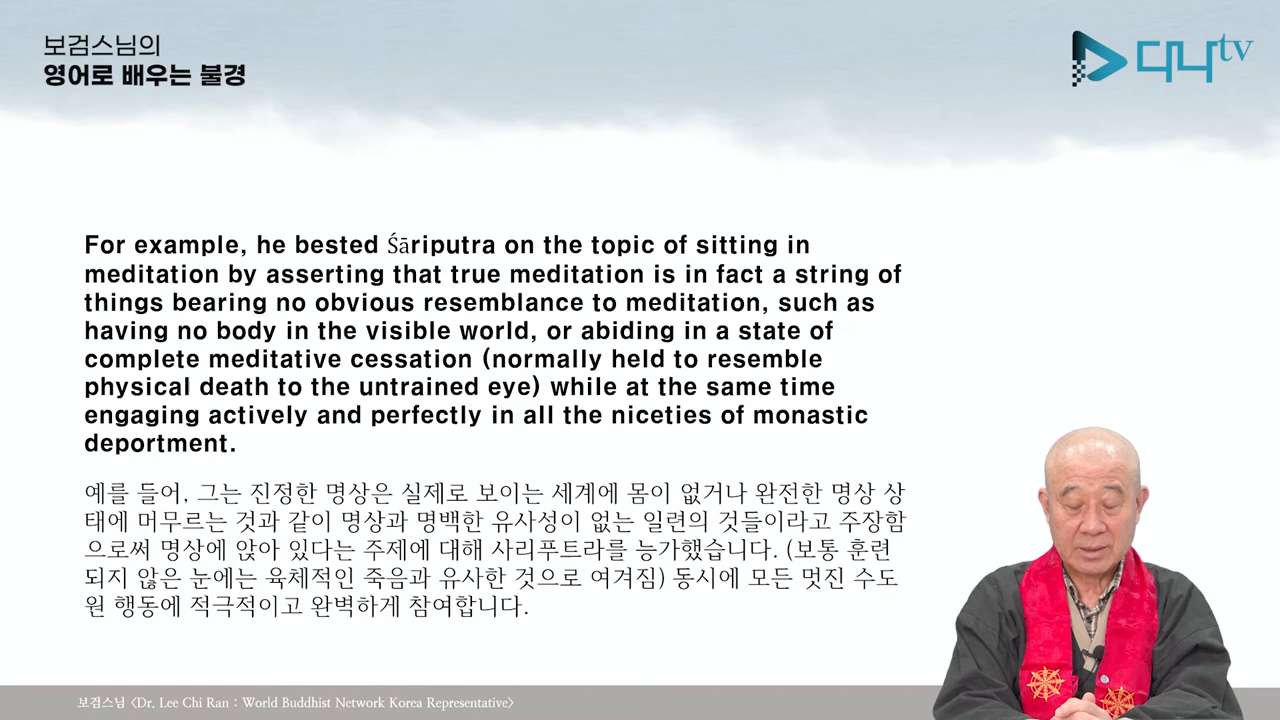 보검스님의
영어로 배우는 불경
다나tv
For example, he bested Śāriputra on the topic of sitting in
meditation by asserting that true meditation is in fact a string of
things bearing no obvious resemblance to meditation, such as
having no body in the visible world, or abiding in a state of
complete meditative cessation (normally held to resemble
physical death to the untrained eye) while at the same time
engaging actively and perfectly in all the niceties of monastic
deportment.
예를 들어, 그는 진정한 명상은 실제로 보이는 세계에 몸이 없거나 완전한 명상 상
태에 머무르는 것과 같이 명상과 명백한 유사성이 없는 일련의 것들이라고 주장함
으로써 명상에 앉아 있다는 주제에 대해 사리푸트라를 능가했습니다. (보통 훈련
되지 않은 눈에는 육체적인 죽음과 유사한 것으로 여겨짐) 동시에 모든 멋진 수도
원 행동에 적극적이고 완벽하게 참여합니다.
보검스님 <Dr. Lee Chi Ran : World Buddhist Network Korea Representative>